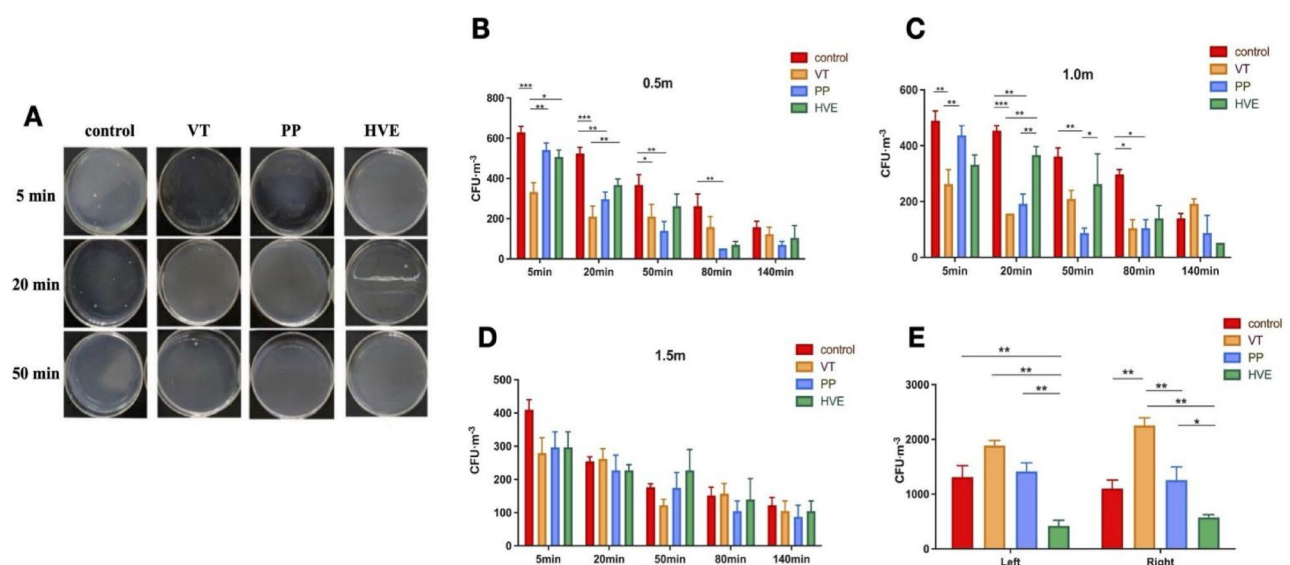 A
control VT PP HVE
5 min
20 min
50 min
B
0.5m
control
VT
PP
HVE
CFU·m⁻³
800
600
400
200
0
***
*
**
***
**
**
**
*
**
5min 20min 50min 80min 140min
C
1.0m
control
VT
PP
HVE
CFU·m⁻³
600
400
200
0
**
**
**
***
**
**
**
*
*
*
5min 20min 50min 80min 140min
D
1.5m
control
VT
PP
HVE
CFU·m⁻³
500
400
300
200
100
0
5min 20min 50min 80min 140min
E
control
VT
PP
HVE
CFU·m⁻³
3000
2000
1000
0
**
**
**
**
**
**
*
Left Right